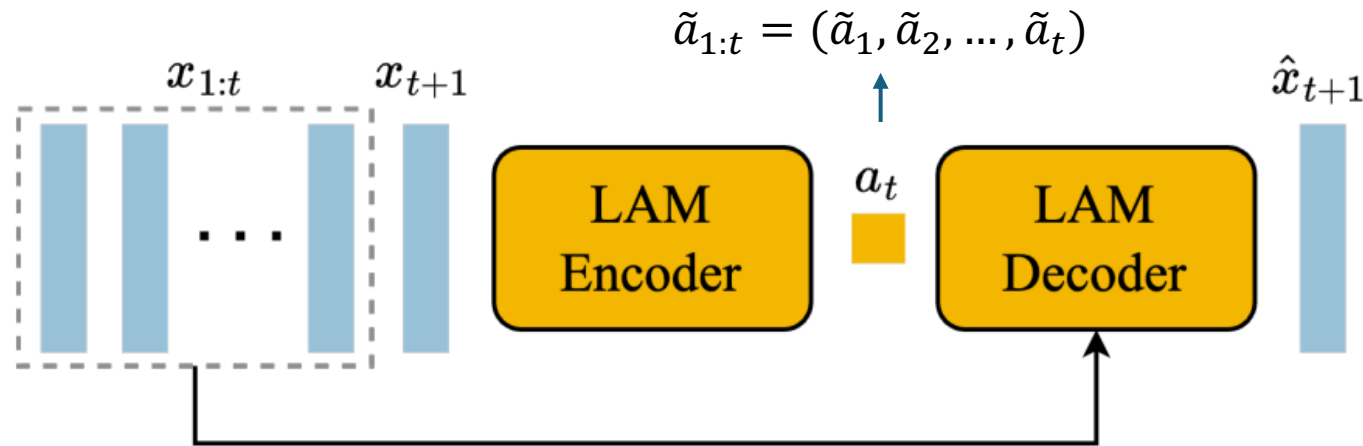 ã₁:ₜ = (ã₁, ã₂, …, ãₜ)
x₁:ₜ
xₜ₊₁
x̂ₜ₊₁
LAM
Encoder
aₜ
LAM
Decoder
. . .